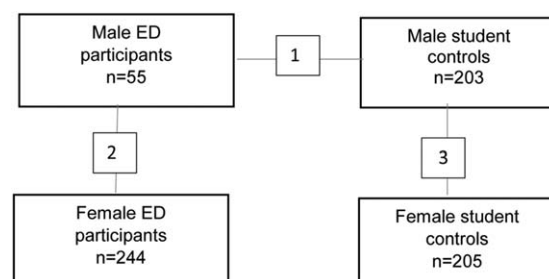 Male ED
participants
n=55
1
Male student
controls
n=203
2
3
Female ED
participants
n=244
Female student
controls
n=205